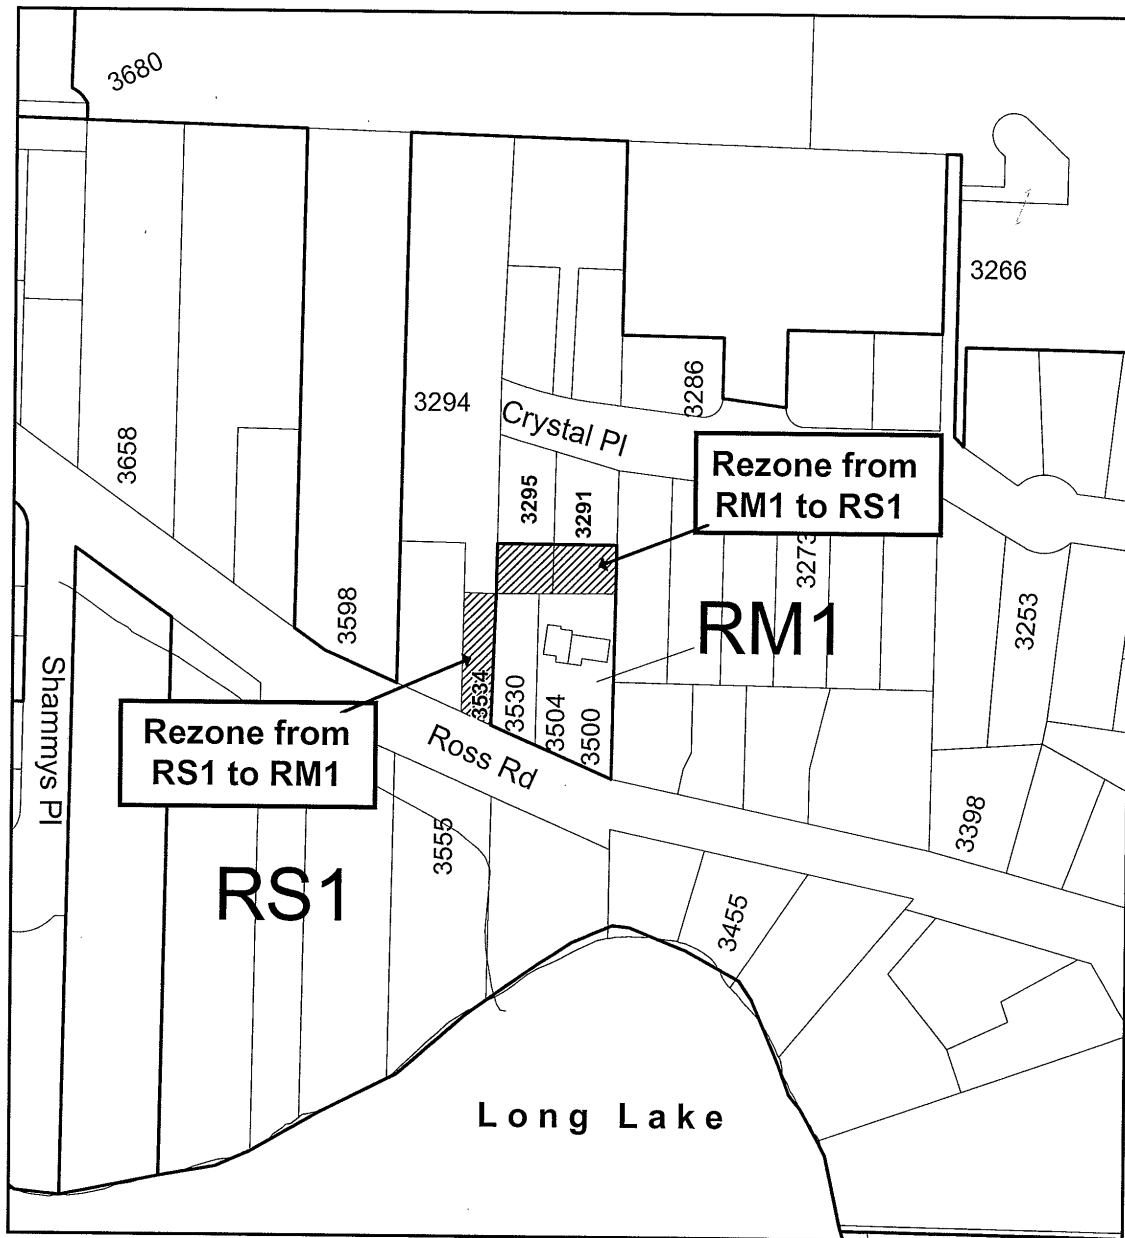 3680
3266
3286
3294
Crystal Pl
3658
Rezone from
RM1 to RS1
3295
3291
3273
3598
3253
RM1
Shammys Pl
3534
3530
3504
3500
Rezone from
RS1 to RM1
Ross Rd
3398
3555
RS1
3455
Long Lake